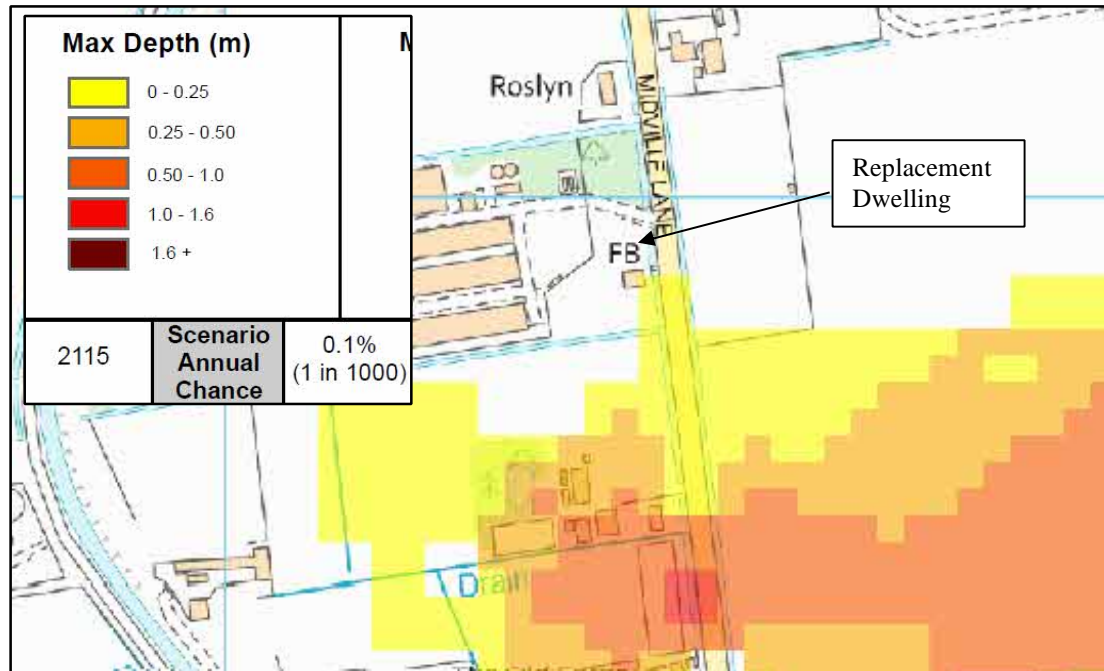 Max Depth (m)
0 - 0.25
0.25 - 0.50
0.50 - 1.0
1.0 - 1.6
1.6 +
2115
Scenario
Annual
Chance
0.1%
(1 in 1000)
Roslyn
MIDVILLE LANE
Replacement
Dwelling
FB
Drain